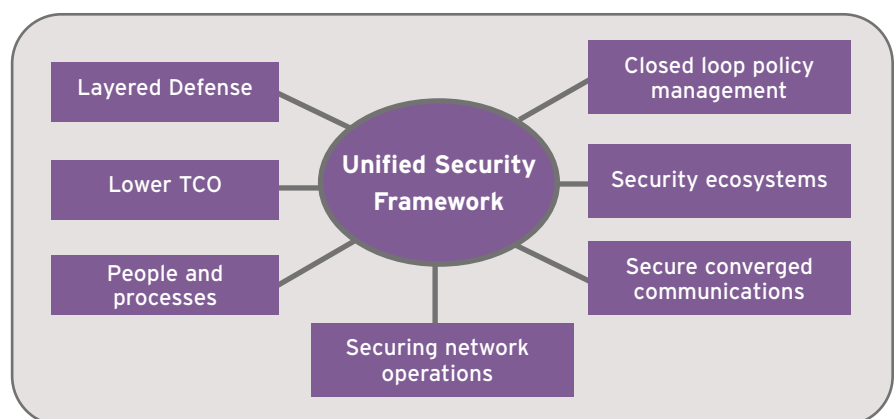 Layered Defense
Lower TCO
People and
processes
Unified Security
Framework
Securing network
operations
Closed loop policy
management
Security ecosystems
Secure converged
communications